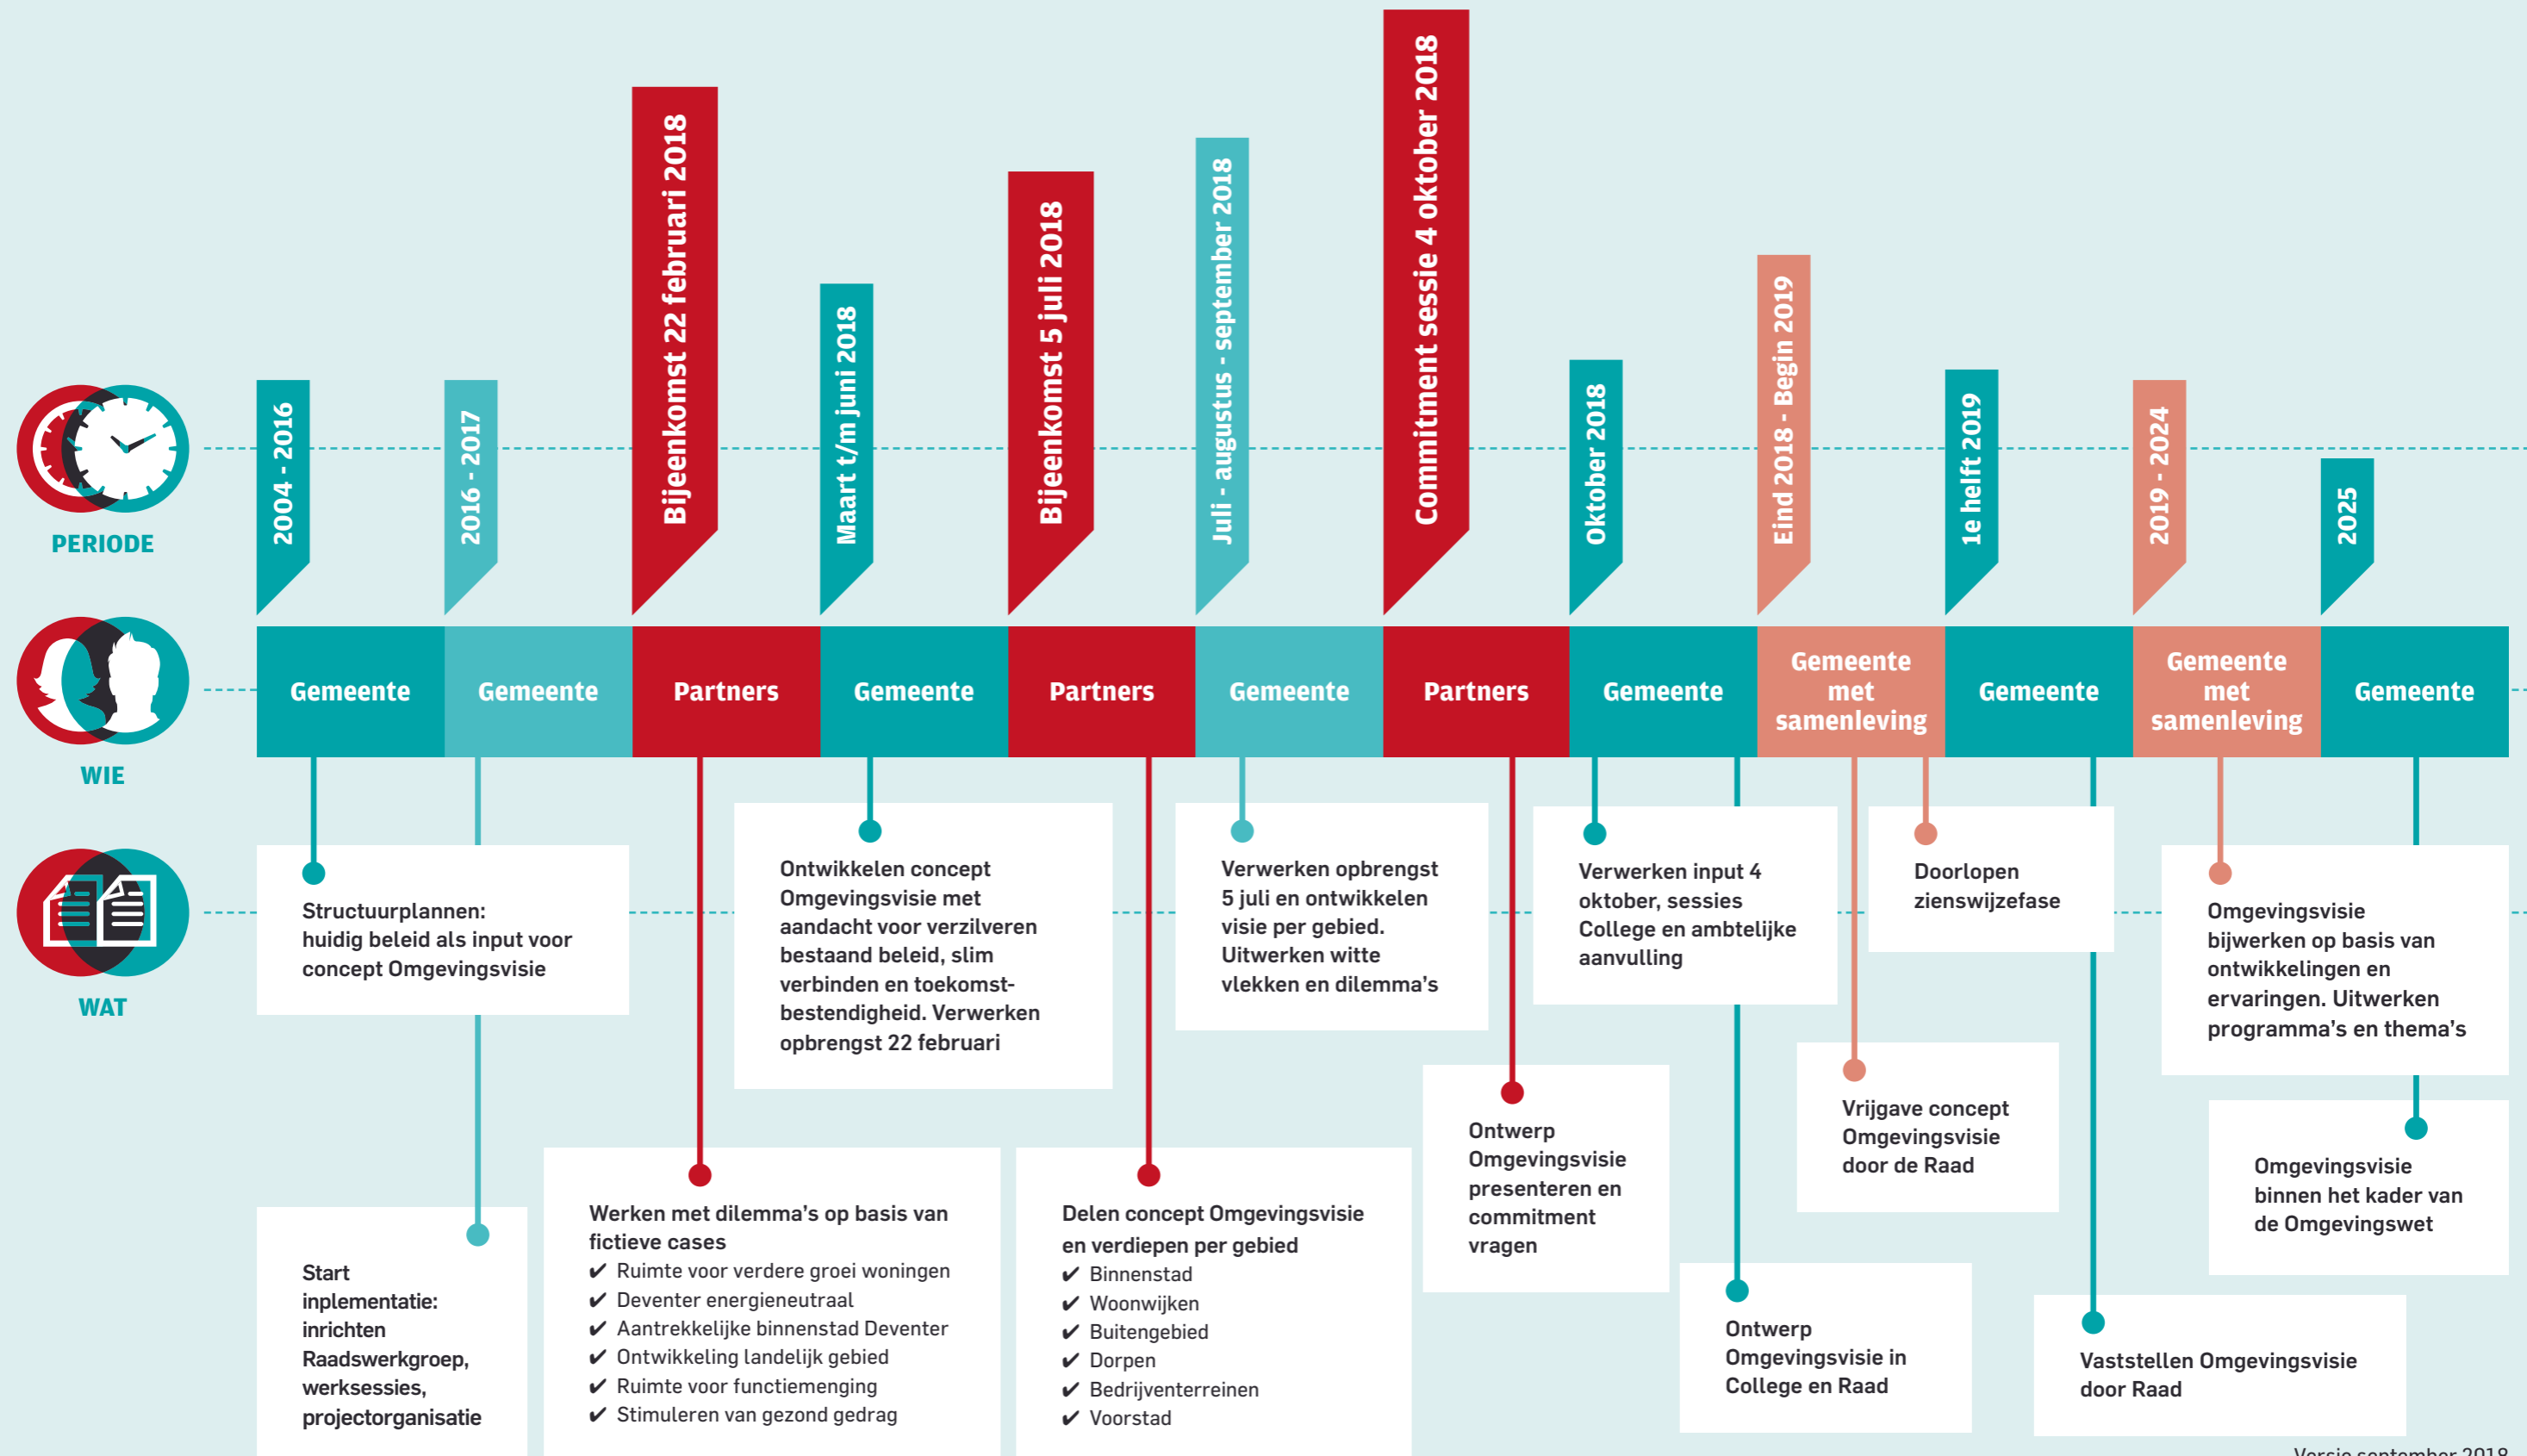 PERIODE
2004 - 2016
2016 - 2017
Bijeenkomst 22 februari 2018
Maart t/m juni 2018
Bijeenkomst 5 juli 2018
Juli - augustus - september 2018
Commitment sessie 4 oktober 2018
Oktober 2018
Eind 2018 - Begin 2019
1e helft 2019
2019 - 2024
2025
WIE
Gemeente
Gemeente
Partners
Gemeente
Partners
Gemeente
Partners
Gemeente
Gemeente
met
samenleving
Gemeente
Gemeente
met
samenleving
Gemeente
WAT
Structuurplannen:
huidig beleid als input voor
concept Omgevingsvisie
Start
inplementatie:
inrichten
Raadswerkgroep,
werksessies,
projectorganisatie
Werken met dilemma's op basis van
fictieve cases
✔ Ruimte voor verdere groei woningen
✔ Deventer energieneutraal
✔ Aantrekkelijke binnenstad Deventer
✔ Ontwikkeling landelijk gebied
✔ Ruimte voor functiemenging
✔ Stimuleren van gezond gedrag
Ontwikkelen concept
Omgevingsvisie met
aandacht voor verzilveren
bestaand beleid, slim
verbinden en toekomst-
bestendigheid. Verwerken
opbrengst 22 februari
Delen concept Omgevingsvisie
en verdiepen per gebied
✔ Binnenstad
✔ Woonwijken
✔ Buitengebied
✔ Dorpen
✔ Bedrijventerreinen
✔ Voorstad
Verwerken opbrengst
5 juli en ontwikkelen
visie per gebied.
Uitwerken witte
vlekken en dilemma's
Ontwerp
Omgevingsvisie
presenteren en
commitment
vragen
Verwerken input 4
oktober, sessies
College en ambtelijke
aanvulling
Ontwerp
Omgevingsvisie in
College en Raad
Vrijgave concept
Omgevingsvisie
door de Raad
Doorlopen
zienswijzefase
Vaststellen Omgevingsvisie
door Raad
Omgevingsvisie
bijwerken op basis van
ontwikkelingen en
ervaringen. Uitwerken
programma's en thema's
Omgevingsvisie
binnen het kader van
de Omgevingswet
Versie september 2018